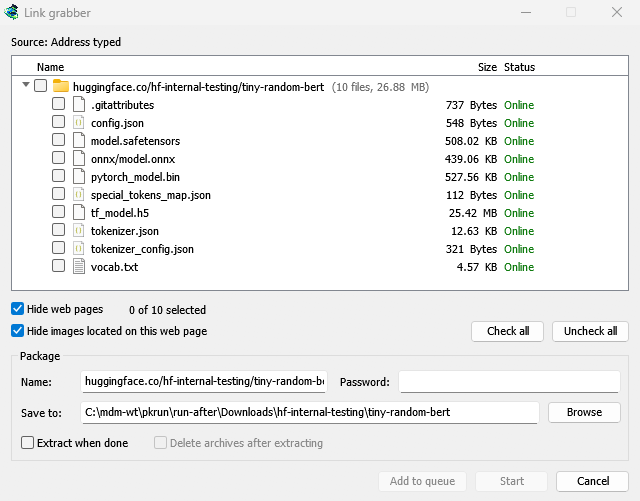 Link grabber
Source: Address typed
Name Size Status
huggingface.co/hf-internal-testing/tiny-random-bert (10 files, 26.88 MB)
.gitattributes 737 Bytes Online
config.json 548 Bytes Online
model.safetensors 508.02 KB Online
onnx/model.onnx 439.06 KB Online
pytorch_model.bin 527.56 KB Online
special_tokens_map.json 112 Bytes Online
tf_model.h5 25.42 MB Online
tokenizer.json 12.63 KB Online
tokenizer_config.json 321 Bytes Online
vocab.txt 4.57 KB Online
Hide web pages 0 of 10 selected
Hide images located on this web page Check all Uncheck all
Package
Name: huggingface.co/hf-internal-testing/tiny-random-be Password:
Save to: C:\mdm-wt\pkrun\run-after\Downloads\hf-internal-testing\tiny-random-bert Browse
Extract when done Delete archives after extracting
Add to queue Start Cancel